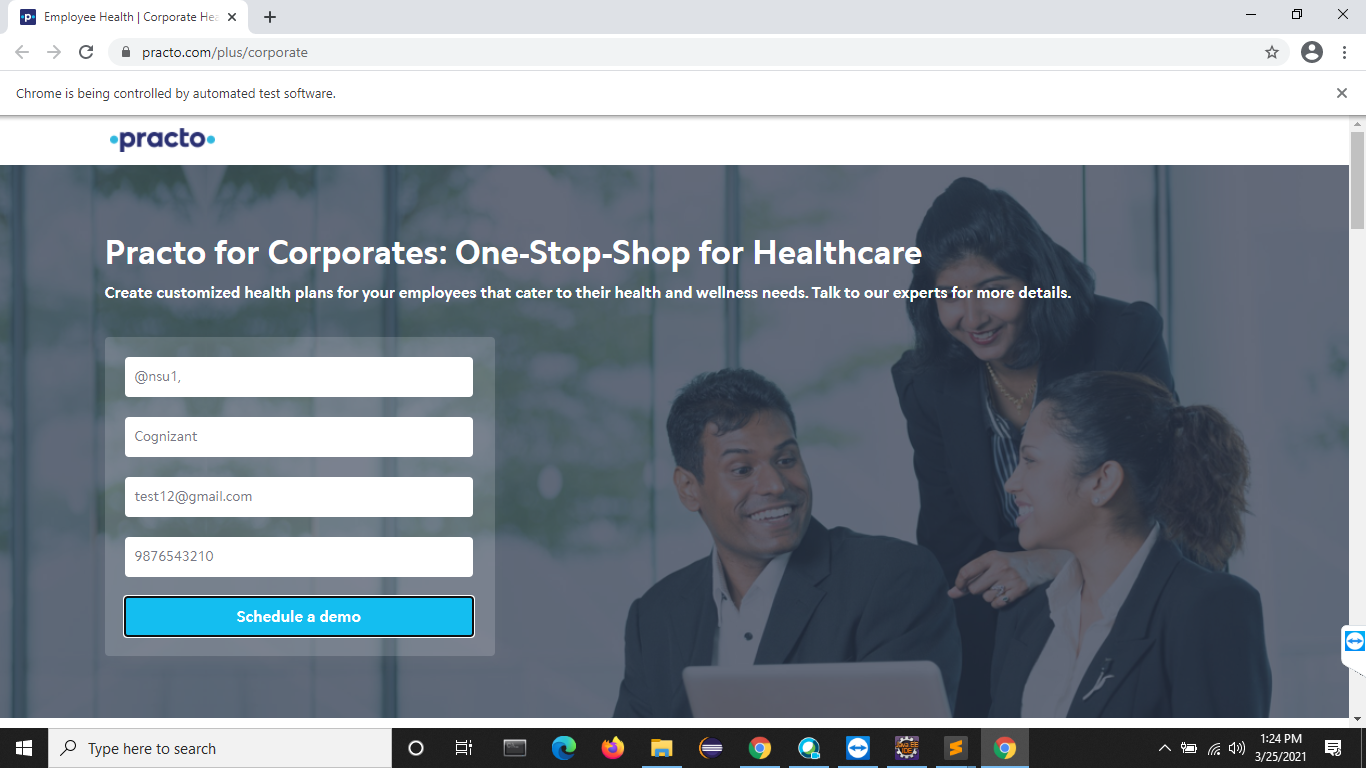 Employee Health | Corporate Hea
practo.com/plus/corporate
Chrome is being controlled by automated test software.
practo
Practo for Corporates: One-Stop-Shop for Healthcare
Create customized health plans for your employees that cater to their health and wellness needs. Talk to our experts for more details.
@nsu1,
Cognizant
test12@gmail.com
9876543210
Schedule a demo
Type here to search
1:24 PM
3/25/2021